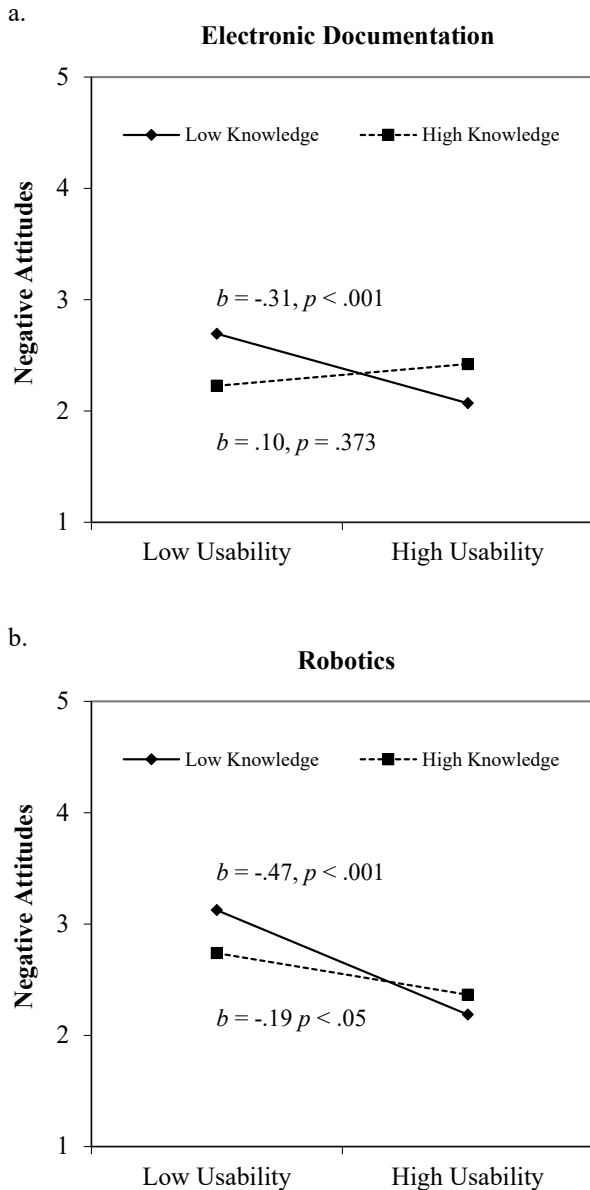 a.
Electronic Documentation
5
Low Knowledge High Knowledge
4
3
b = -.31, p < .001
2
b = .10, p = .373
1
Negative Attitudes
Low Usability High Usability
b.
Robotics
5
Low Knowledge High Knowledge
4
b = -.47, p < .001
3
b = -.19 p < .05
2
1
Negative Attitudes
Low Usability High Usability